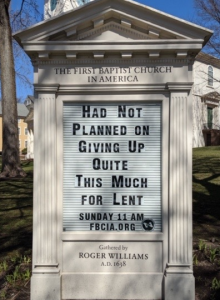 THE FIRST BAPTIST CHURCH
IN AMERICA
HAD NOT
PLANNED ON
GIVING UP
QUITE
THIS MUCH
FOR LENT
SUNDAY 11 AM
FBCIA.ORG
Gathered by
ROGER WILLIAMS
A.D. 1638